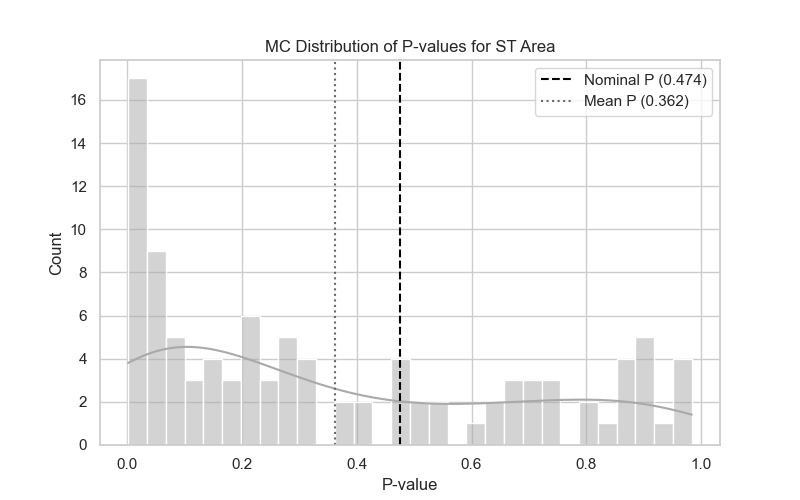 MC Distribution of P-values for ST Area
Nominal P (0.474)
Mean P (0.362)
16
14
12
10
8
6
4
2
0
Count
0.0 0.2 0.4 0.6 0.8 1.0
P-value